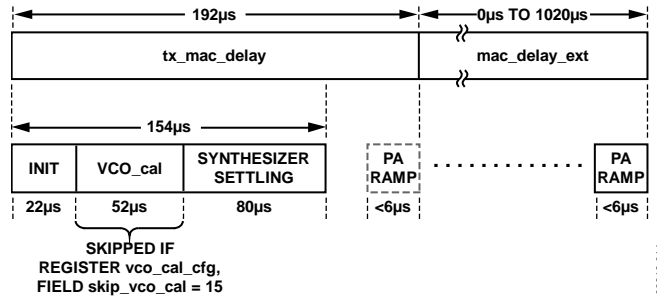 192µs
0µs TO 1020µs
tx_mac_delay
mac_delay_ext
154µs
INIT
VCO_cal
SYNTHESIZER
SETTLING
PA
RAMP
PA
RAMP
22µs
52µs
80µs
<6µs
<6µs
SKIPPED IF
REGISTER vco_cal_cfg,
FIELD skip_vco_cal = 15